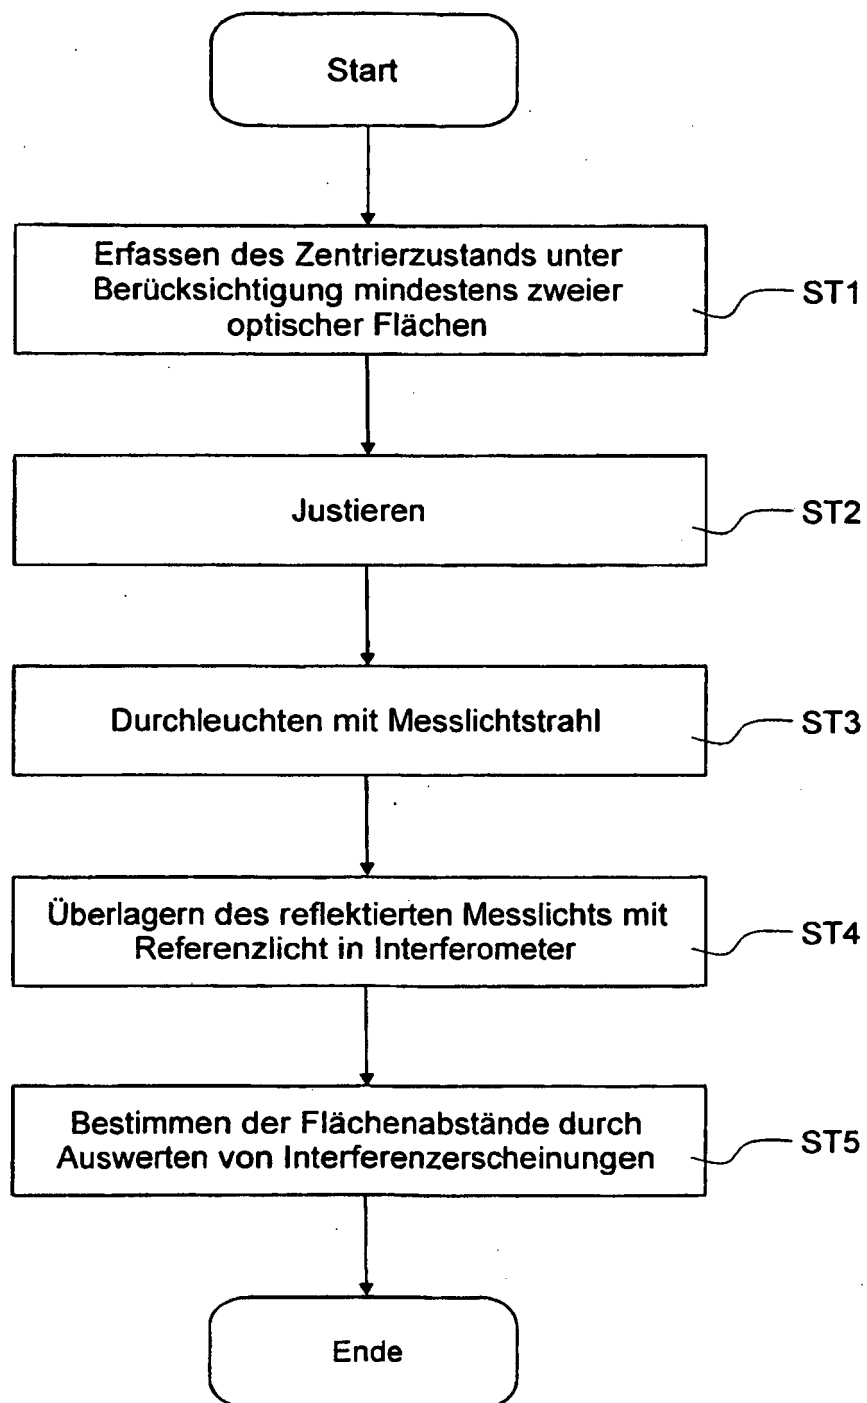 Start
Erfassen des Zentrierzustands unter
Berücksichtigung mindestens zweier
optischer Flächen
ST1
Justieren
ST2
Durchleuchten mit Messlichtstrahl
ST3
Überlagern des reflektierten Messlichts mit
Referenzlicht in Interferometer
ST4
Bestimmen der Flächenabstände durch
Auswerten von Interferenzerscheinungen
ST5
Ende